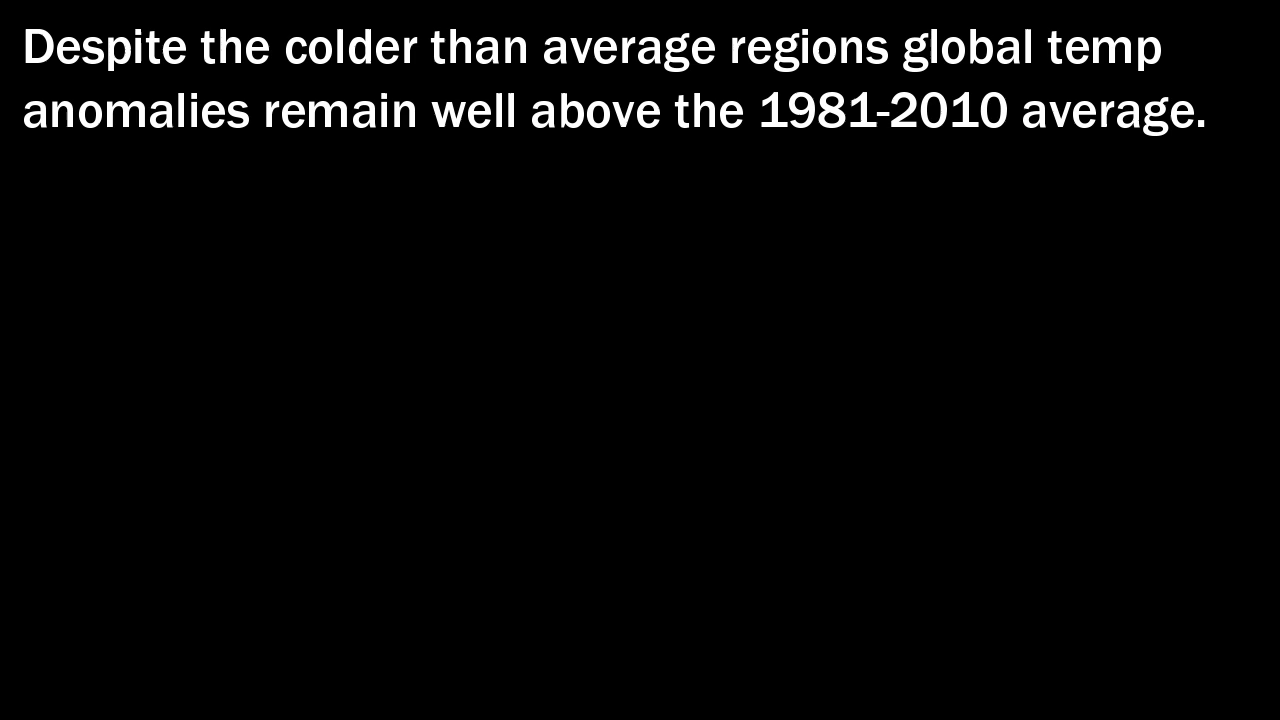 Despite the colder than average regions global temp
anomalies remain well above the 1981-2010 average.